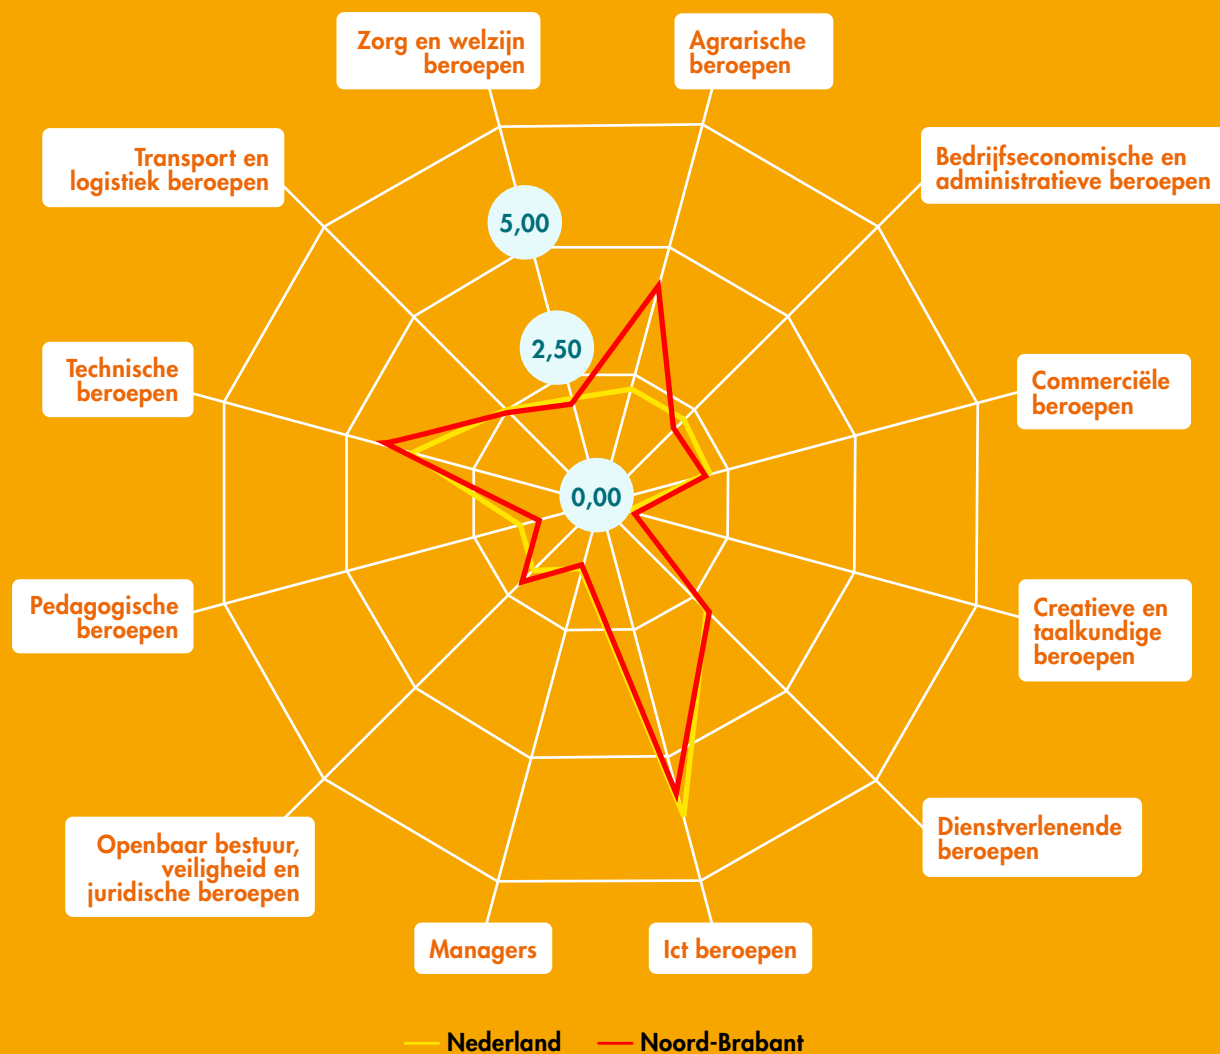 Zorg en welzijn
beroepen
Agrarische
beroepen
Transport en
logistiek beroepen
Bedrijfseconomische en
administratieve beroepen
5,00
2,50
Technische
beroepen
Commerciële
beroepen
0,00
Pedagogische
beroepen
Creatieve en
taalkundige
beroepen
Openbaar bestuur,
veiligheid en
juridische beroepen
Dienstverlenende
beroepen
Managers
Ict beroepen
Nederland
Noord-Brabant